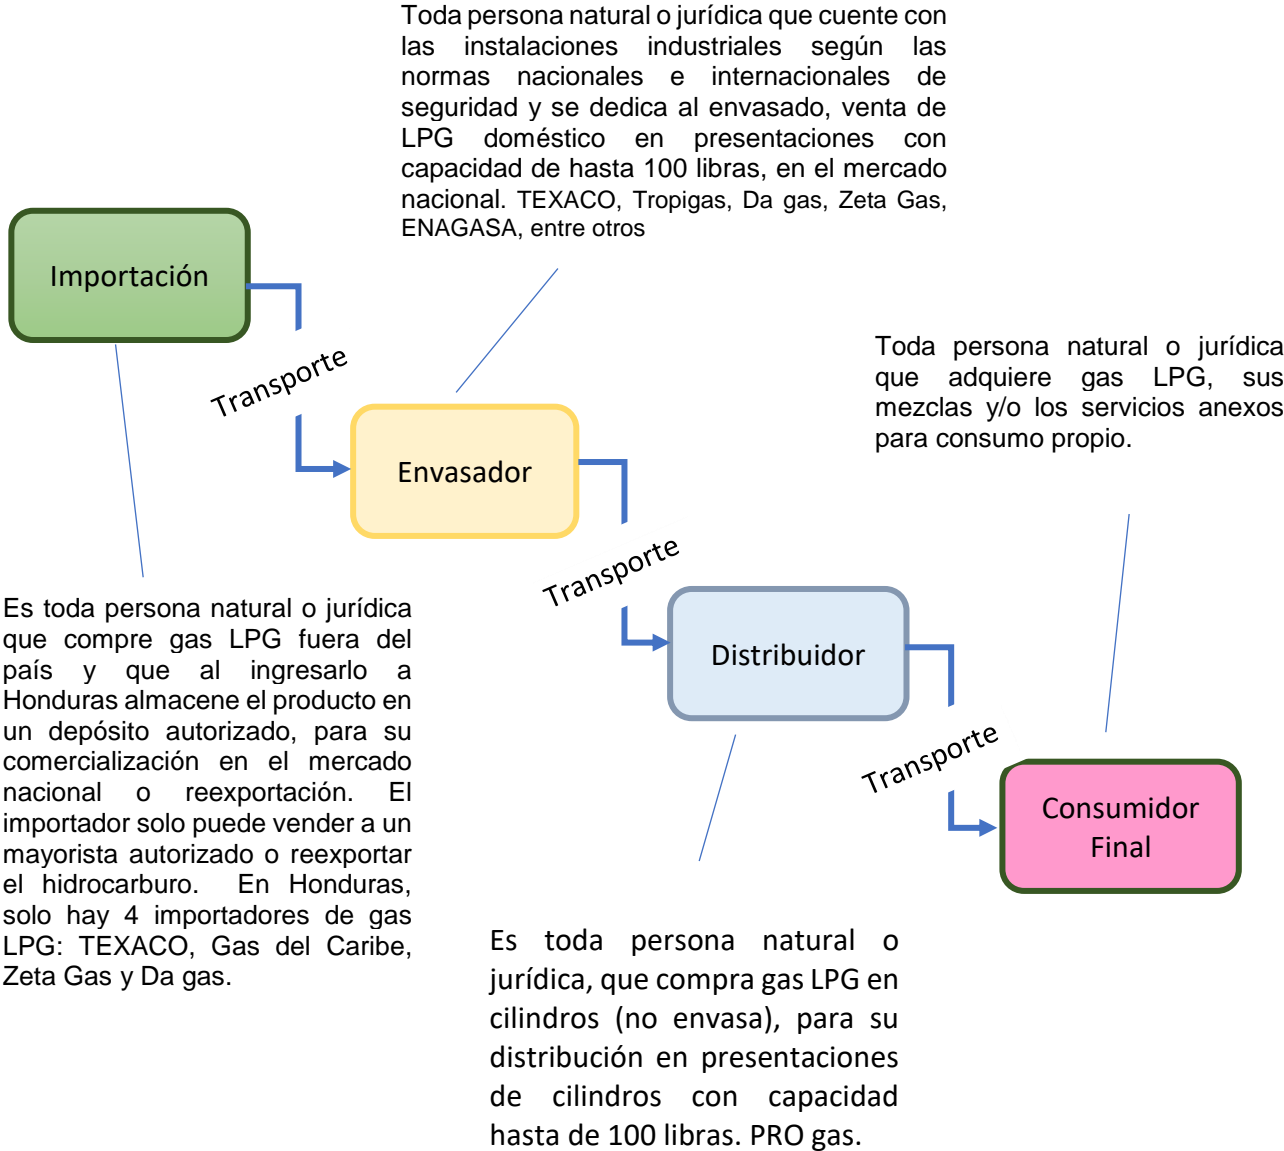 Toda persona natural o jurídica que cuente con
las instalaciones industriales según las
normas nacionales e internacionales de
seguridad y se dedica al envasado, venta de
LPG doméstico en presentaciones con
capacidad de hasta 100 libras, en el mercado
nacional. TEXACO, Tropigas, Da gas, Zeta Gas,
ENAGASA, entre otros
Importación
Transporte
Toda persona natural o jurídica
que adquiere gas LPG, sus
mezclas y/o los servicios anexos
para consumo propio.
Envasador
Transporte
Es toda persona natural o jurídica
que compre gas LPG fuera del
país y que al ingresarlo a
Honduras almacene el producto en
un depósito autorizado, para su
comercialización en el mercado
nacional o reexportación. El
importador solo puede vender a un
mayorista autorizado o reexportar
el hidrocarburo. En Honduras,
solo hay 4 importadores de gas
LPG: TEXACO, Gas del Caribe,
Zeta Gas y Da gas.
Distribuidor
Transporte
Consumidor
Final
Es toda persona natural o
jurídica, que compra gas LPG en
cilindros (no envasa), para su
distribución en presentaciones
de cilindros con capacidad
hasta de 100 libras. PRO gas.